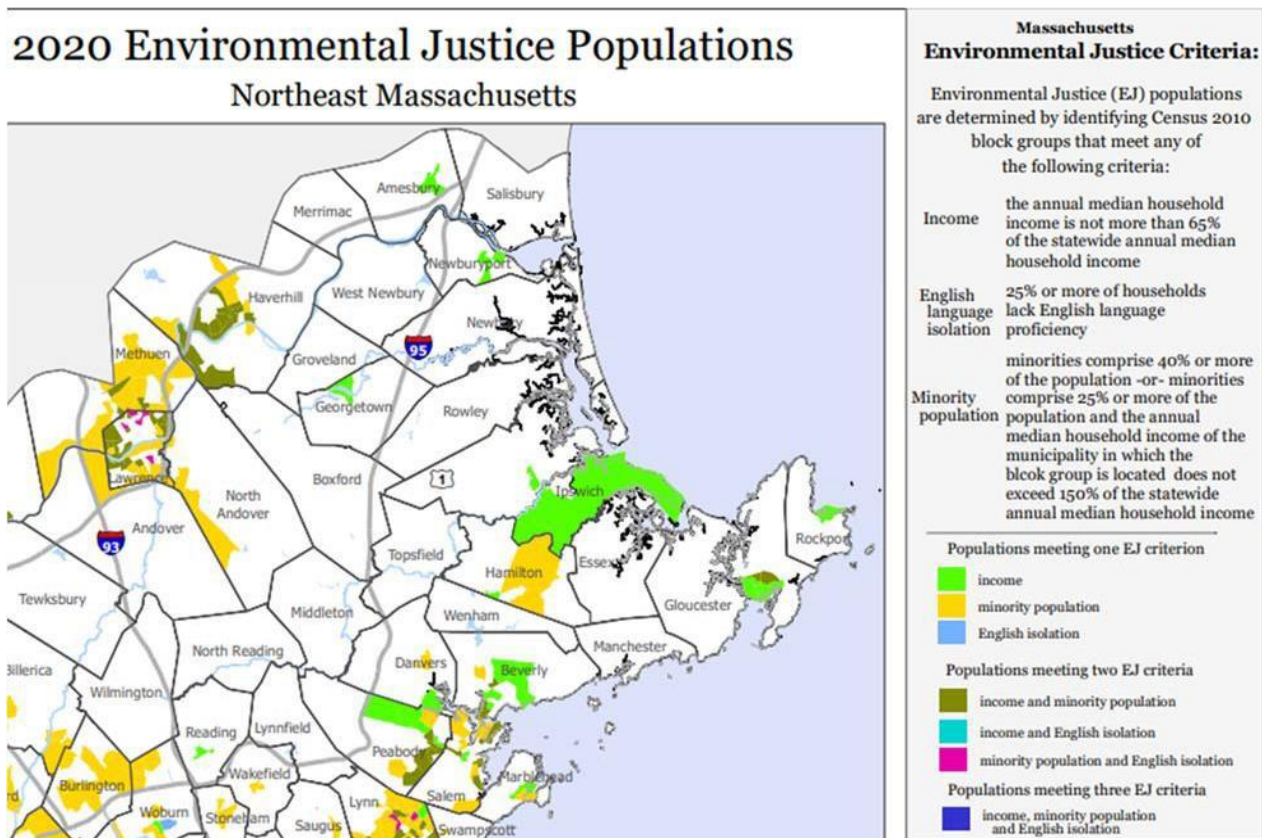 2020 Environmental Justice Populations
Northeast Massachusetts
Amesbury
Salisbury
Merrimac
Newburyport
Haverhill
West Newbury
Newbury
95
Methuen
Groveland
Georgetown
Rowley
Boxford
1
Ipswich
Lawrence
North
Andover
Andover
93
Topsfield
Hamilton
Essex
Rockport
Tewksbury
Middleton
Gloucester
Wenham
North Reading
Manchester
Billerica
Danvers
Beverly
Wilmington
Reading
Lynnfield
Peabody
Wakefield
Marblehead
Burlington
Lynn
Salem
rd
Woburn
Stoneham
Saugus
Swampscott
Massachusetts
Environmental Justice Criteria:
Environmental Justice (EJ) populations
are determined by identifying Census 2010
block groups that meet any of
the following criteria:
Income
the annual median household
income is not more than 65%
of the statewide annual median
household income
English
language
isolation
25% or more of households
lack English language
proficiency
Minority
population
minorities comprise 40% or more
of the population -or- minorities
comprise 25% or more of the
population and the annual
median household income of the
municipality in which the
blcok group is located does not
exceed 150% of the statewide
annual median household income
Populations meeting one EJ criterion
income
minority population
English isolation
Populations meeting two EJ criteria
income and minority population
income and English isolation
minority population and English isolation
Populations meeting three EJ criteria
income, minority population
and English isolation